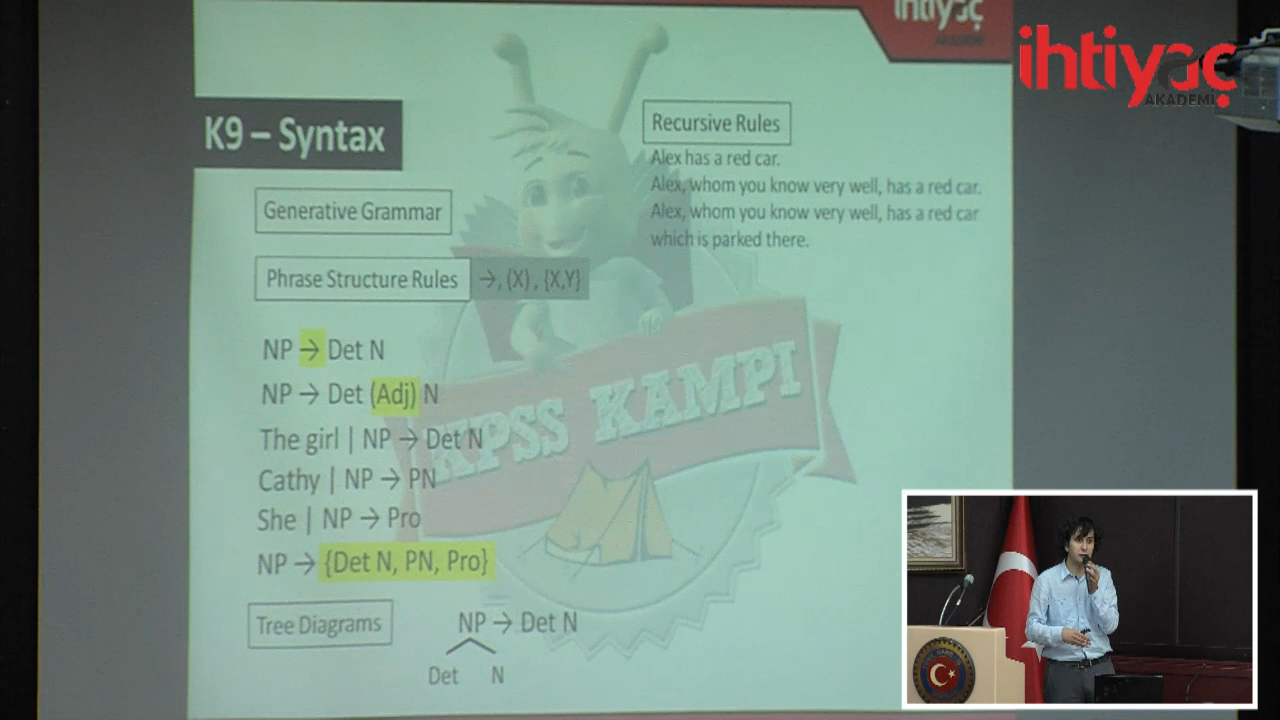 ihtiyaç
AKADEMİ
ihtiyaç
AKADEMİ
K9 – Syntax
Generative Grammar
Phrase Structure Rules →, (X) , {X,Y}
NP → Det N
NP → Det (Adj) N
The girl | NP → Det N
Cathy | NP → PN
She | NP → Pro
NP → {Det N, PN, Pro}
Tree Diagrams
NP → Det N
Det N
Recursive Rules
Alex has a red car.
Alex, whom you know very well, has a red car.
Alex, whom you know very well, has a red car
which is parked there.
KPSS KAMPI